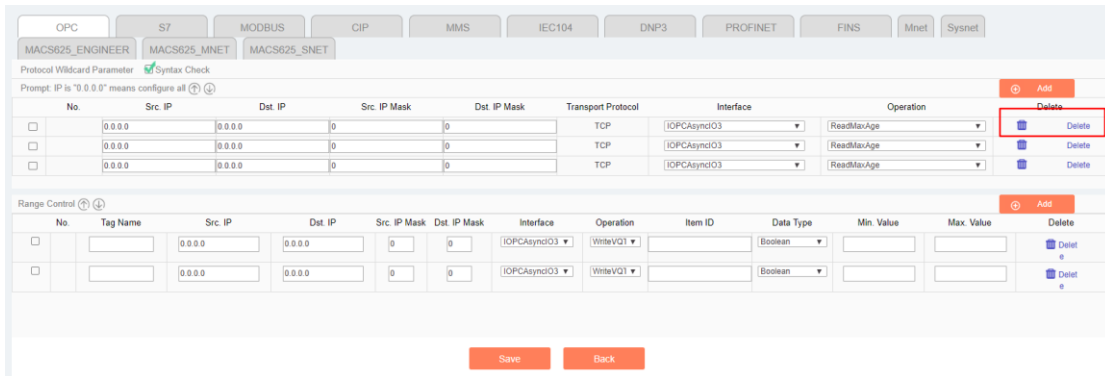 OPC S7 MODBUS CIP MMS IEC104 DNP3 PROFINET FINS Mnet Sysnet
MACS625_ENGINEER MACS625_MNET MACS625_SNET
Protocol Wildcard Parameter Syntax Check
Prompt: IP is "0.0.0.0" means configure all Add
No. Src. IP Dst. IP Src. IP Mask Dst. IP Mask Transport Protocol Interface Operation Delete
0.0.0.0 0.0.0.0 0 0 TCP IOPCAsyncIO3 ReadMaxAge Delete
0.0.0.0 0.0.0.0 0 0 TCP IOPCAsyncIO3 ReadMaxAge Delete
0.0.0.0 0.0.0.0 0 0 TCP IOPCAsyncIO3 ReadMaxAge Delete
Range Control Add
No. Tag Name Src. IP Dst. IP Src. IP Mask Dst. IP Mask Interface Operation Item ID Data Type Min. Value Max. Value Delete
0.0.0.0 0.0.0.0 0 0 IOPCAsyncIO3 WriteVQT Boolean Delet
e
0.0.0.0 0.0.0.0 0 0 IOPCAsyncIO3 WriteVQT Boolean Delet
e
Save Back